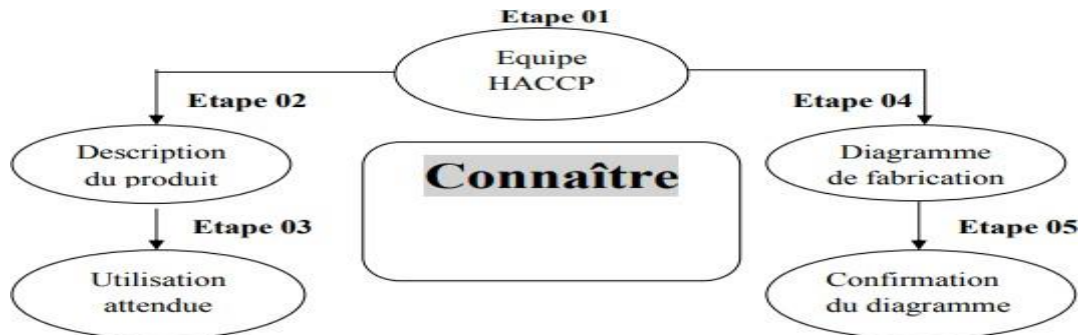 Etape 01
Equipe
HACCP
Etape 02
Etape 04
Description
du produit
Connaître
Diagramme
de fabrication
Etape 03
Etape 05
Utilisation
attendue
Confirmation
du diagramme